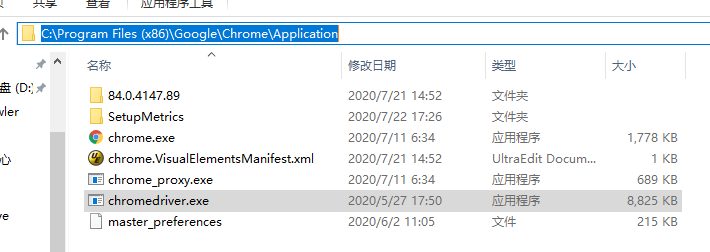 共享 查看 应用程序工具
C:\Program Files (x86)\Google\Chrome\Application
名称 修改日期 类型 大小
84.0.4147.89 2020/7/21 14:52 文件夹
SetupMetrics 2020/7/22 17:26 文件夹
chrome.exe 2020/7/11 6:34 应用程序 1,778 KB
chrome.VisualElementsManifest.xml 2020/7/21 14:52 UltraEdit Docum... 1 KB
chrome_proxy.exe 2020/7/11 6:34 应用程序 689 KB
chromedriver.exe 2020/5/27 17:50 应用程序 8,825 KB
master_preferences 2020/6/2 11:05 文件 215 KB
盘 (D:)
wler
心
ve